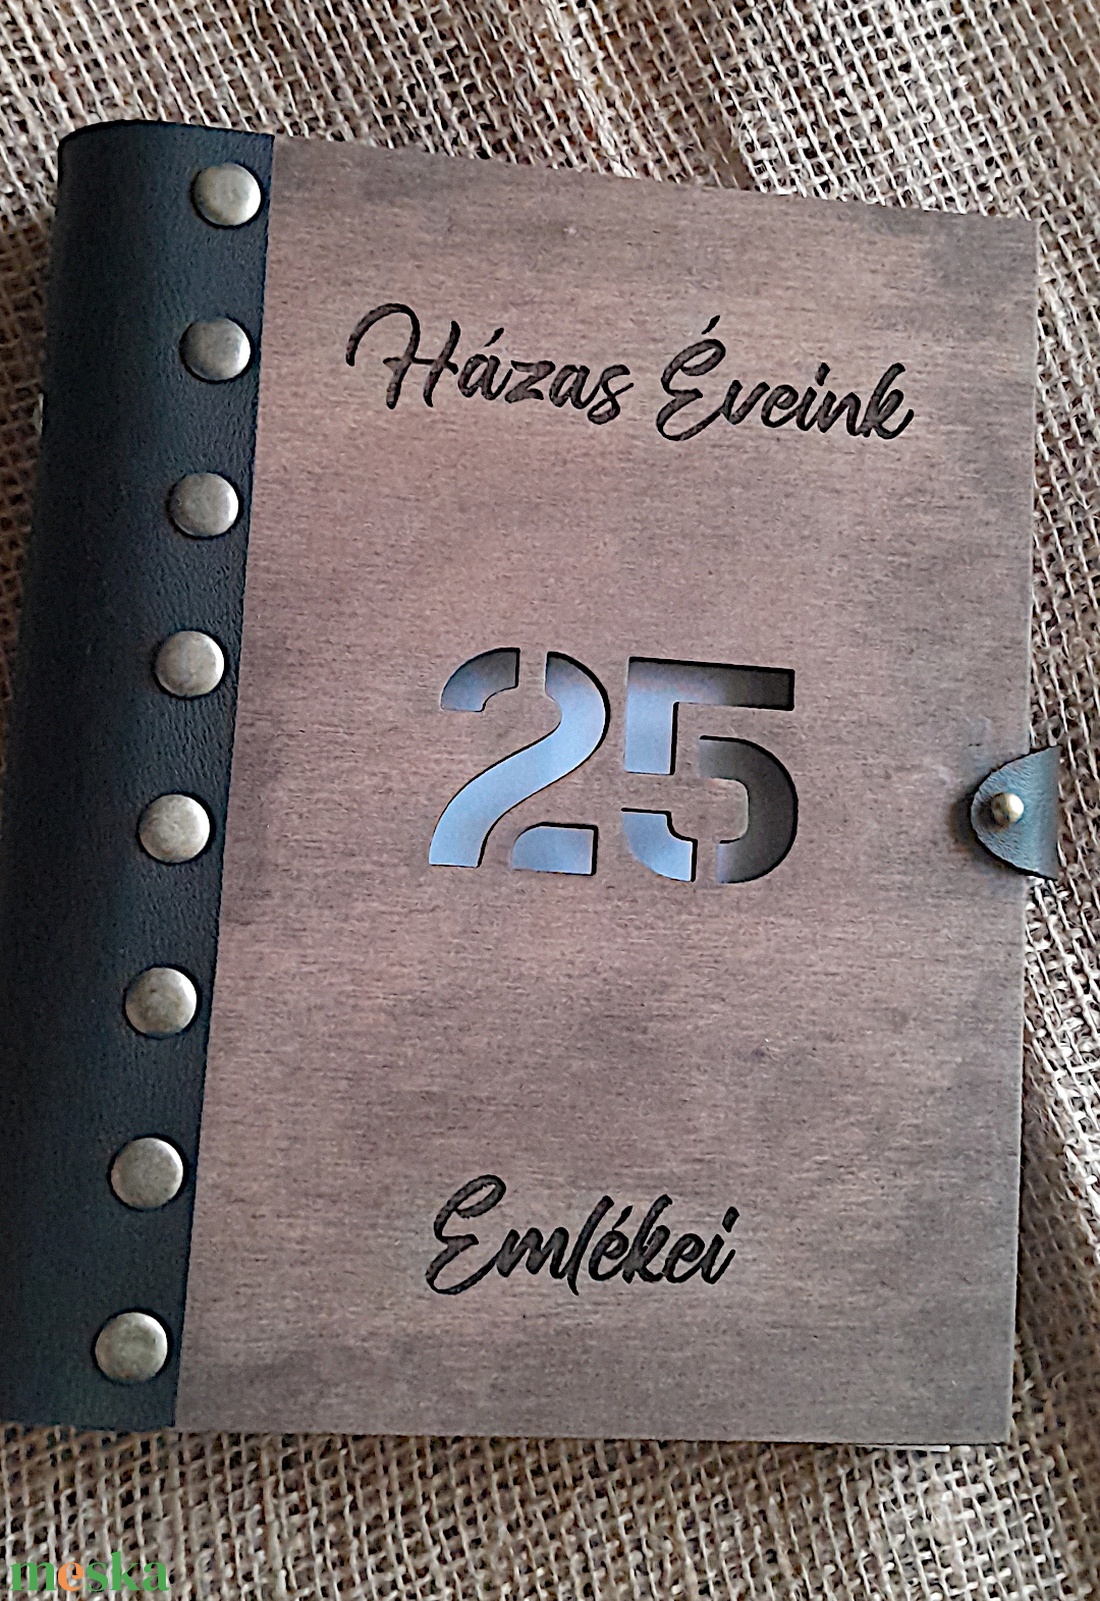 Házas Éveink
25
Emlékei
meska